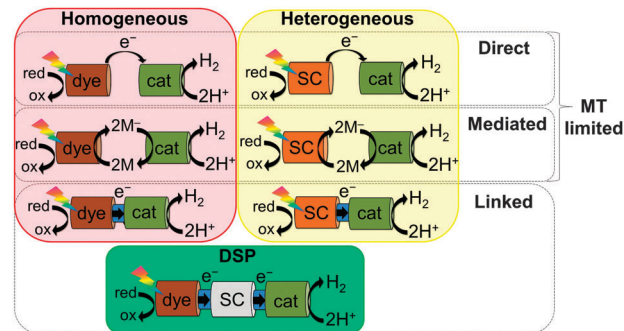 Homogeneous
Heterogeneous
e⁻
H₂
red
dye
cat
ox
2H⁺
e⁻
H₂
red
SC
cat
ox
2H⁺
Direct
2M⁻
H₂
red
dye
cat
ox
2M
2H⁺
2M⁻
H₂
red
SC
cat
ox
2M
2H⁺
Mediated
MT
limited
e⁻
H₂
red
dye
cat
ox
2H⁺
e⁻
H₂
red
SC
cat
ox
2H⁺
Linked
DSP
e⁻
e⁻
H₂
red
dye
SC
cat
ox
2H⁺